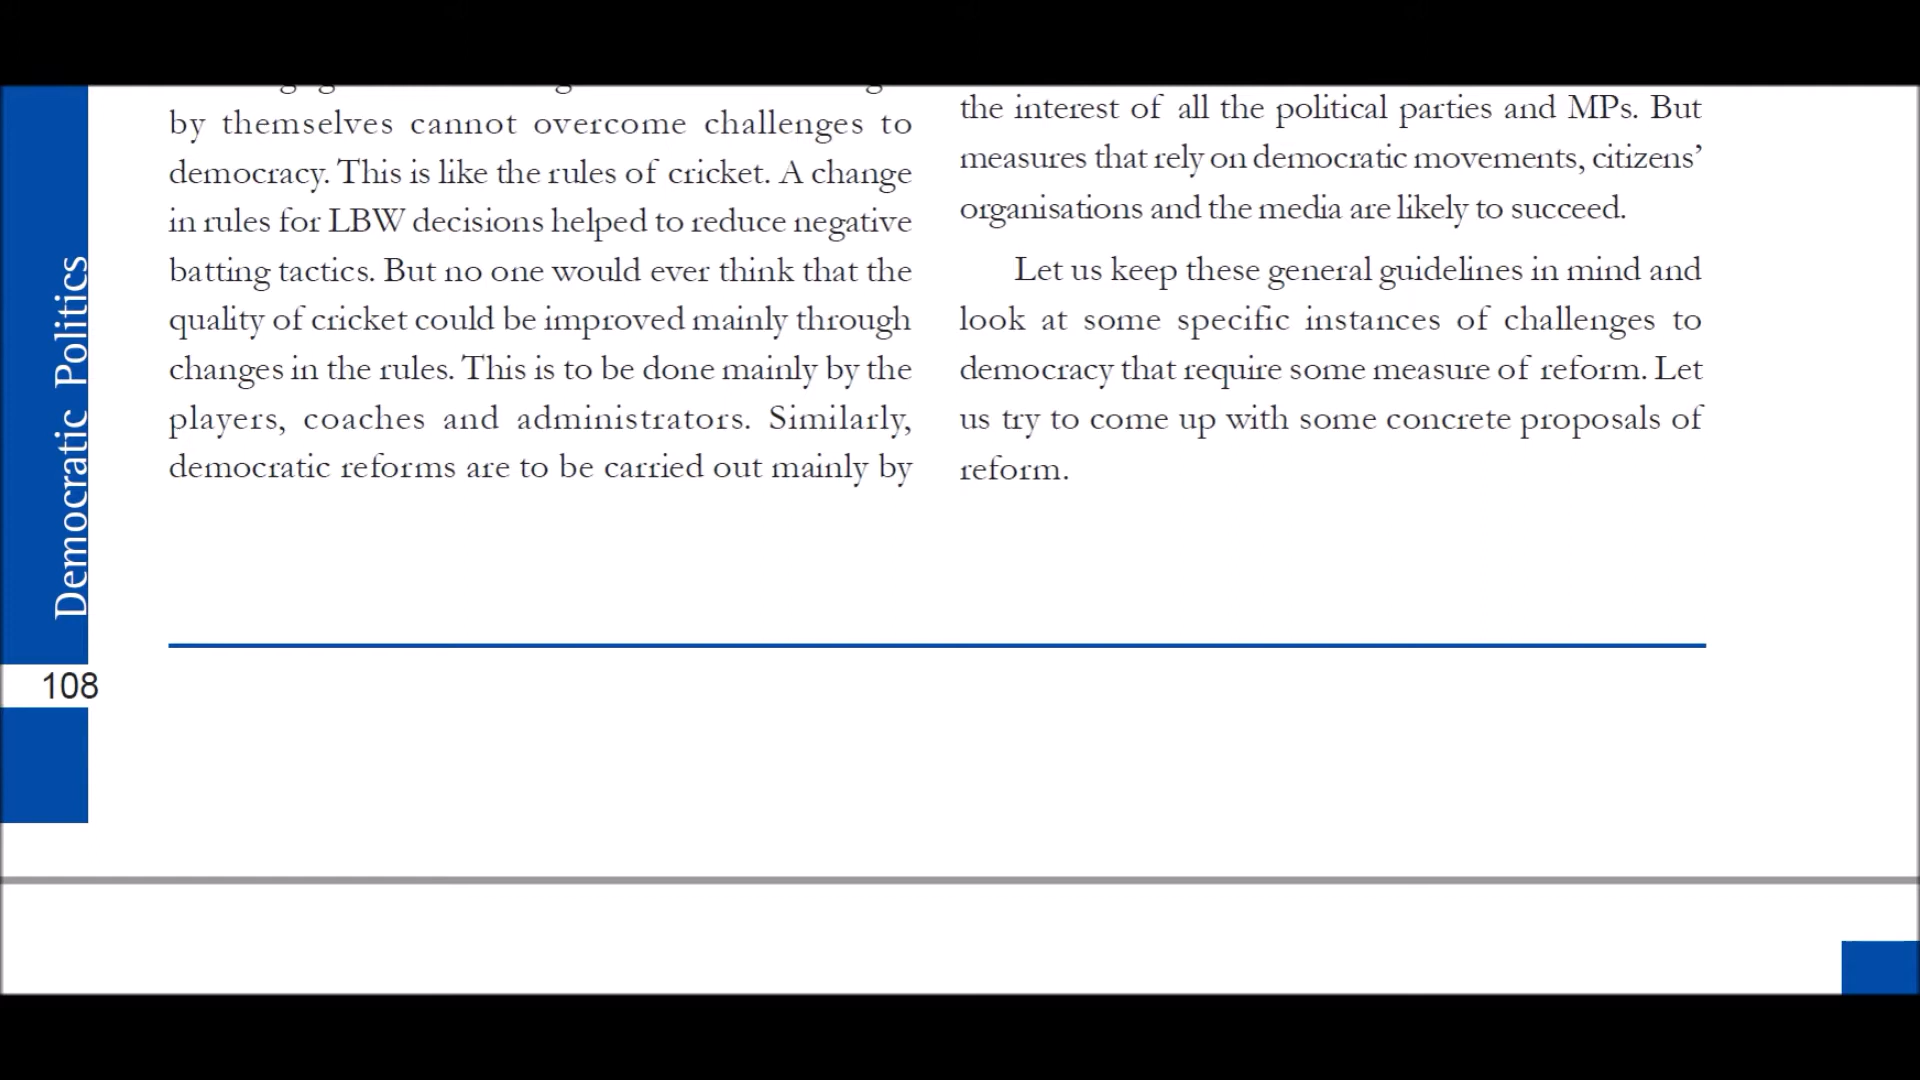 by themselves cannot overcome challenges to
democracy. This is like the rules of cricket. A change
in rules for LBW decisions helped to reduce negative
batting tactics. But no one would ever think that the
quality of cricket could be improved mainly through
changes in the rules. This is to be done mainly by the
players, coaches and administrators. Similarly,
democratic reforms are to be carried out mainly by
the interest of all the political parties and MPs. But
measures that rely on democratic movements, citizens’
organisations and the media are likely to succeed.
Let us keep these general guidelines in mind and
look at some specific instances of challenges to
democracy that require some measure of reform. Let
us try to come up with some concrete proposals of
reform.
Democratic Politics
108